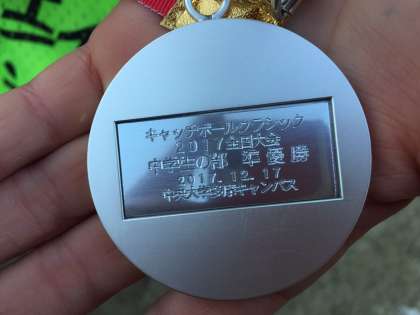 キャッチボールクラシック
2017全国大会
中学生の部 準優勝
2017.12.17
中央大学多摩キャンパス